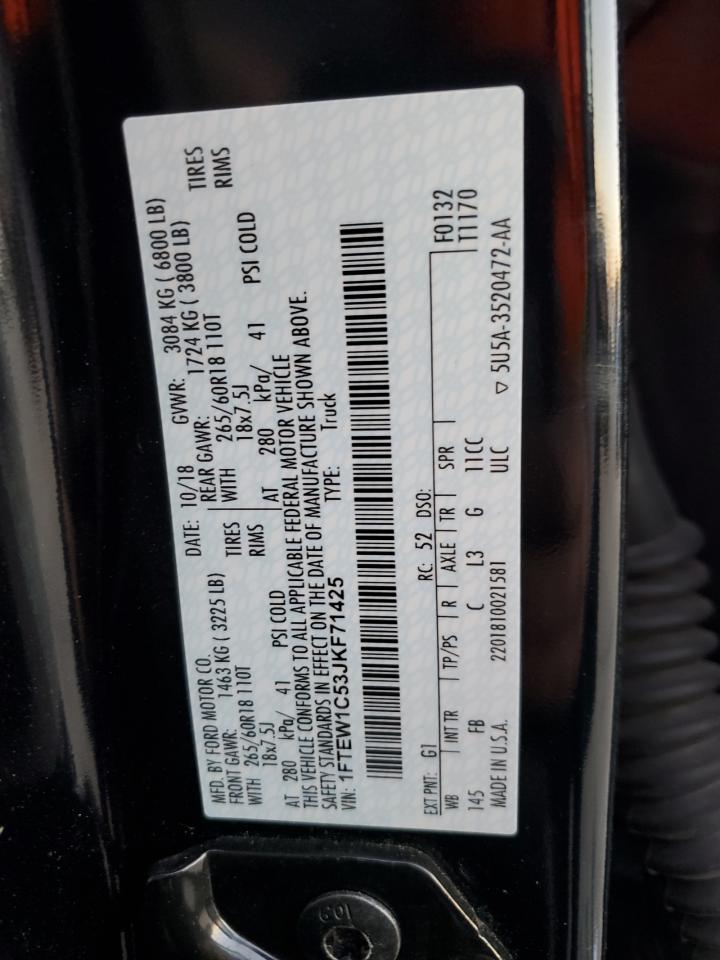 MFD. BY FORD MOTOR CO.
DATE: 10/18 GVWR: 3084 KG ( 6800 LB)
FRONT GAWR: 1463 KG ( 3225 LB) REAR GAWR: 1724 KG ( 3800 LB)
WITH 265/60R18 110T TIRES WITH 265/60R18 110T TIRES
18x7.5J RIMS 18x7.5J RIMS
AT 280 kPa/ 41 PSI COLD AT 280 kPa/ 41 PSI COLD
THIS VEHICLE CONFORMS TO ALL APPLICABLE FEDERAL MOTOR VEHICLE
SAFETY STANDARDS IN EFFECT ON THE DATE OF MANUFACTURE SHOWN ABOVE.
VIN: 1FTEW1C53JKF71425 TYPE: Truck
EXT PNT: G1 RC: 52 DSO: F0132
WB INT TR TP/PS R AXLE TR SPR T1170
145 FB C L3 G 11CC
MADE IN U.S.A. 2201810021581 ULC ▽ 5U5A-3520472-AA
109